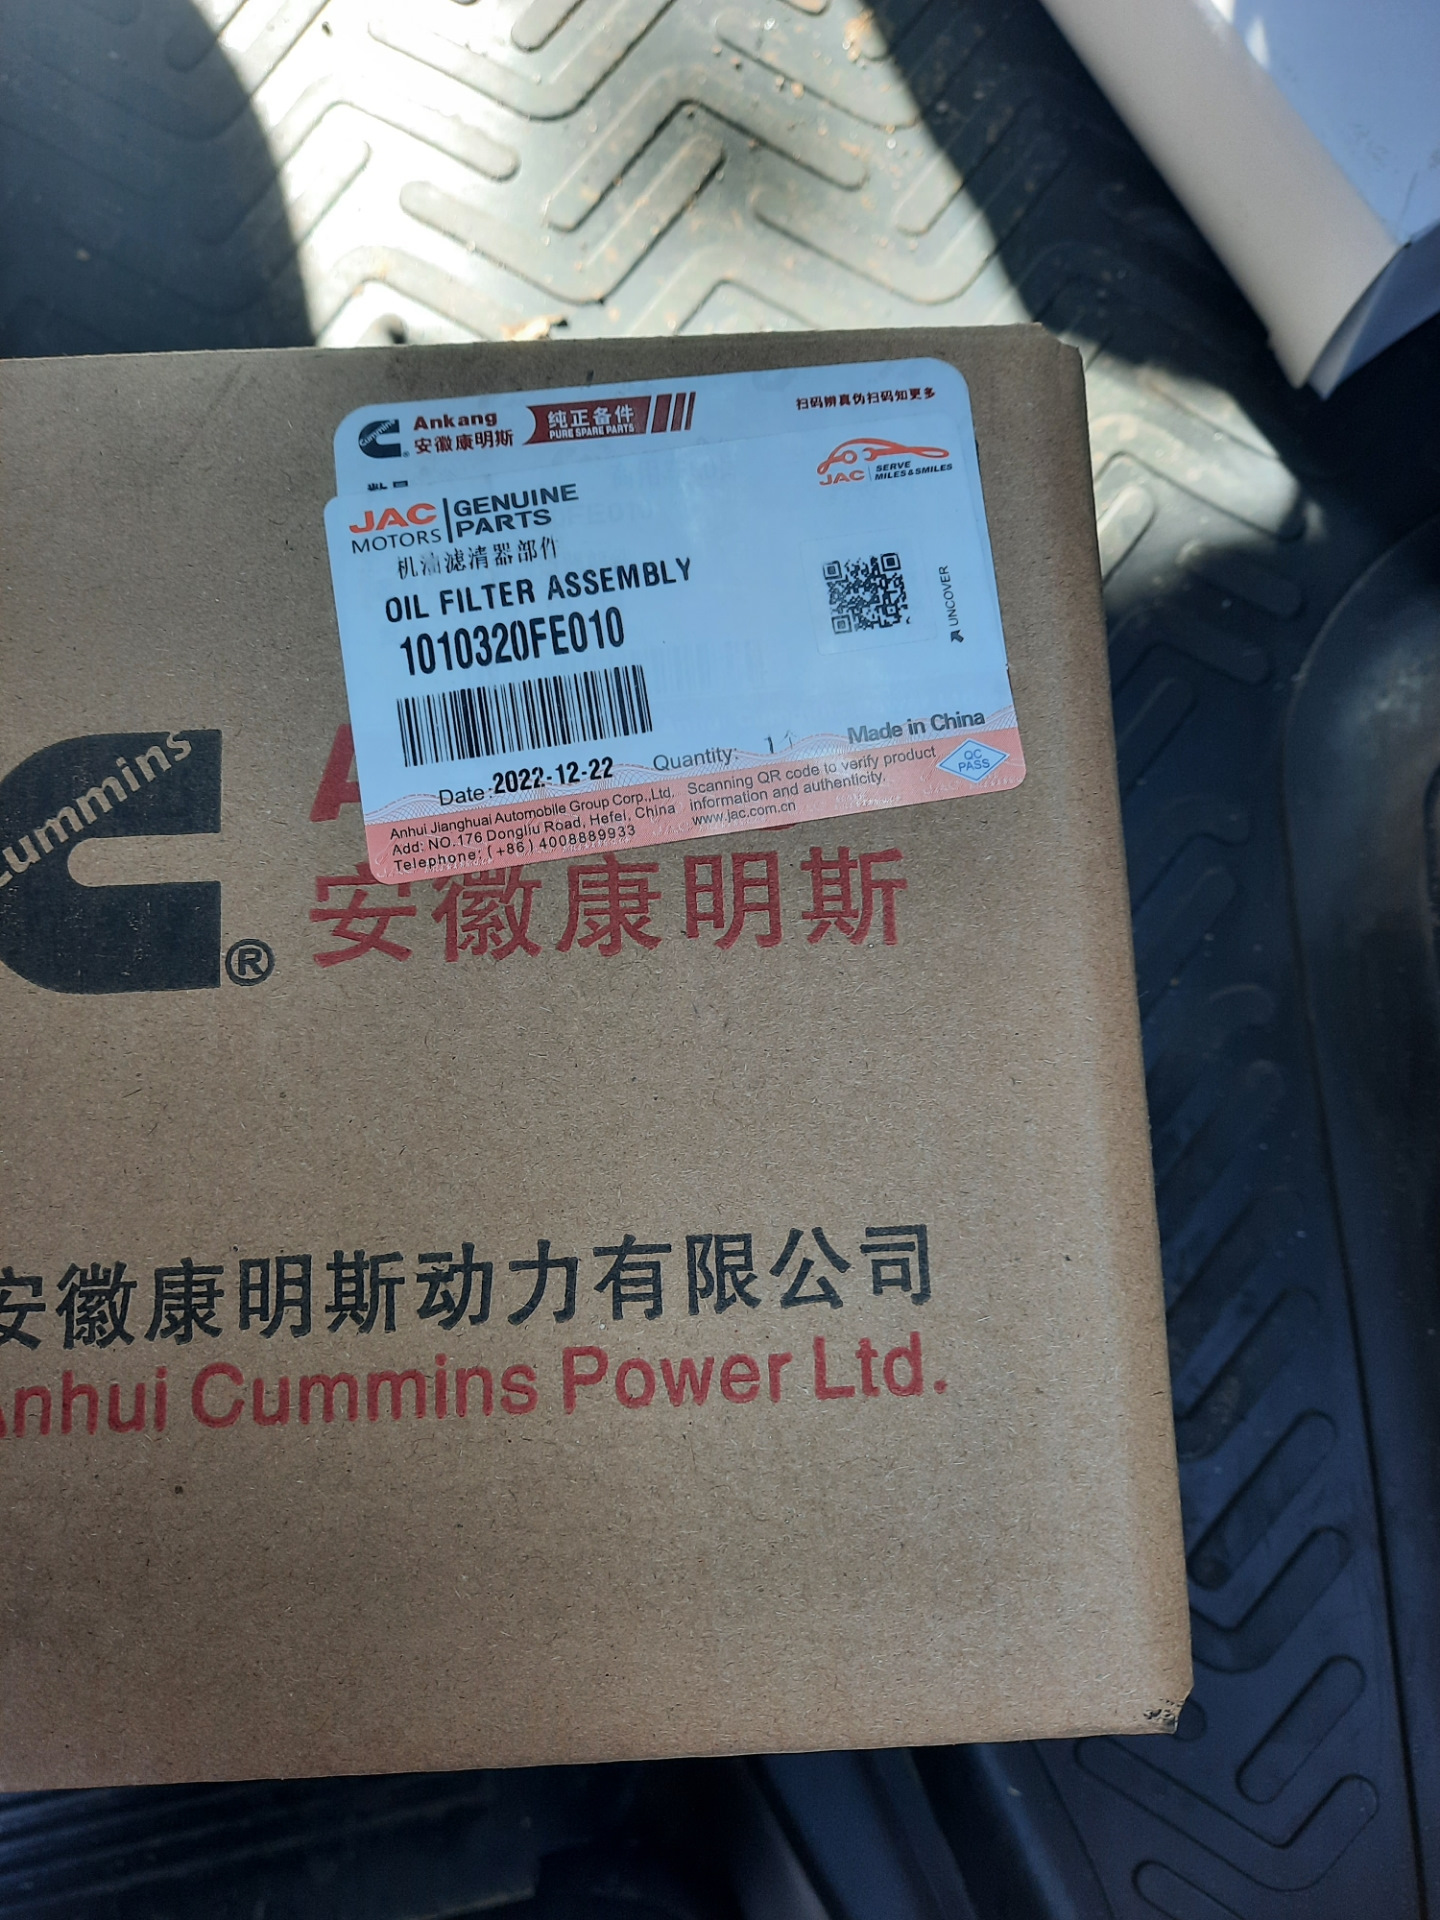 Cummins
Ankang
安徽康明斯
纯正备件
PURE SPARE PARTS
扫码辨真伪扫码知更多
数量
JAC
MOTORS
GENUINE
PARTS
JAC
SERVE
MILES&SMILES
机油滤清器部件
OIL FILTER ASSEMBLY
1010320FE010
UNCOVER
Date:2022-12-22
Quantity: 1
Made in China
Anhui Jianghuai Automobile Group Corp.,Ltd.
Add: NO.176 Dongliu Road, Hefei, China
Telephone: (+86) 4008889933
Scanning QR code to verify product
information and authenticity.
www.jac.com.cn
QC
PASS
Cummins
®
安徽康明斯
安徽康明斯动力有限公司
Anhui Cummins Power Ltd.